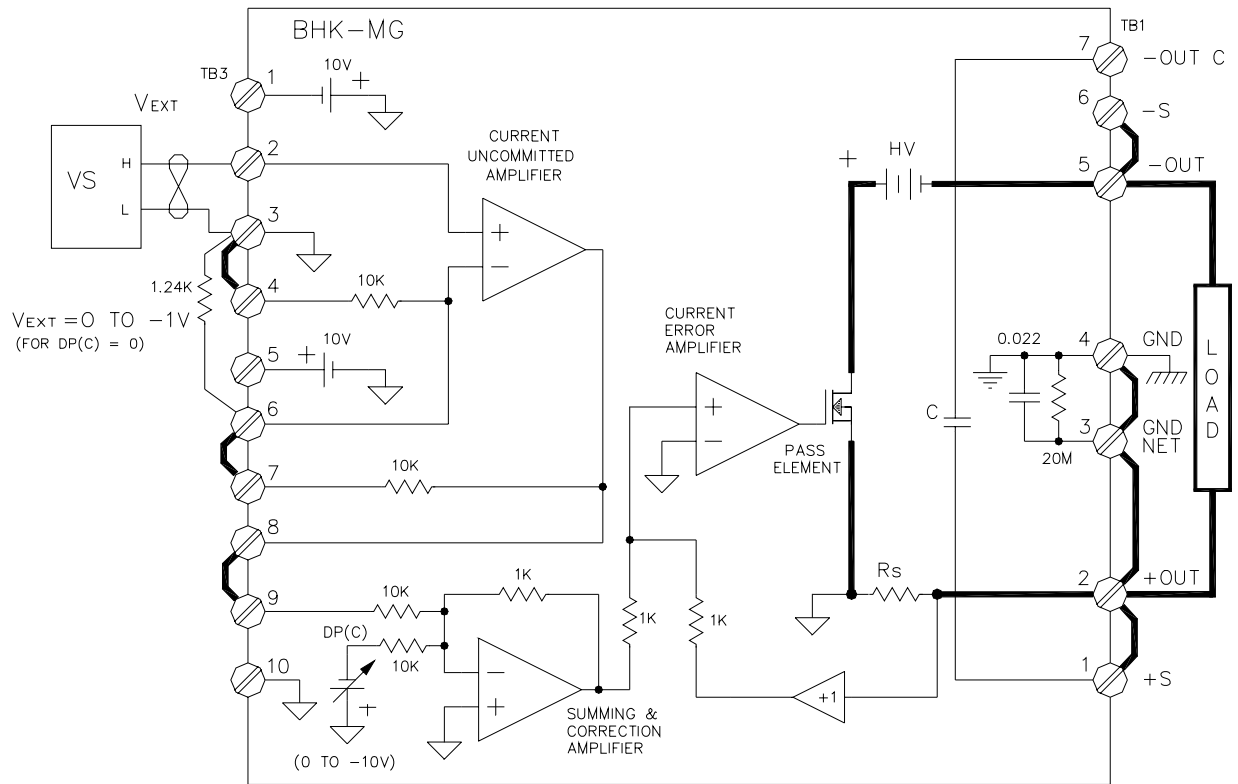 BHK-MG
TB1
TB3
1
10V
+
7
-OUT C
VEXT
6
-S
2
CURRENT
UNCOMMITTED
AMPLIFIER
+
HV
5
-OUT
VS
H
L
+
−
3
1.24K
4
10K
VEXT =0 TO -1V
(FOR DP(C) = 0)
CURRENT
ERROR
AMPLIFIER
0.022
4
GND
LOAD
5
+
10V
+
−
C
3
GND
NET
20M
6
PASS
ELEMENT
7
10K
8
RS
2
+OUT
9
10K
1K
1K
1K
DP(C)
10K
10
−
+
+1
1
+S
+
SUMMING &
CORRECTION
AMPLIFIER
(0 TO -10V)